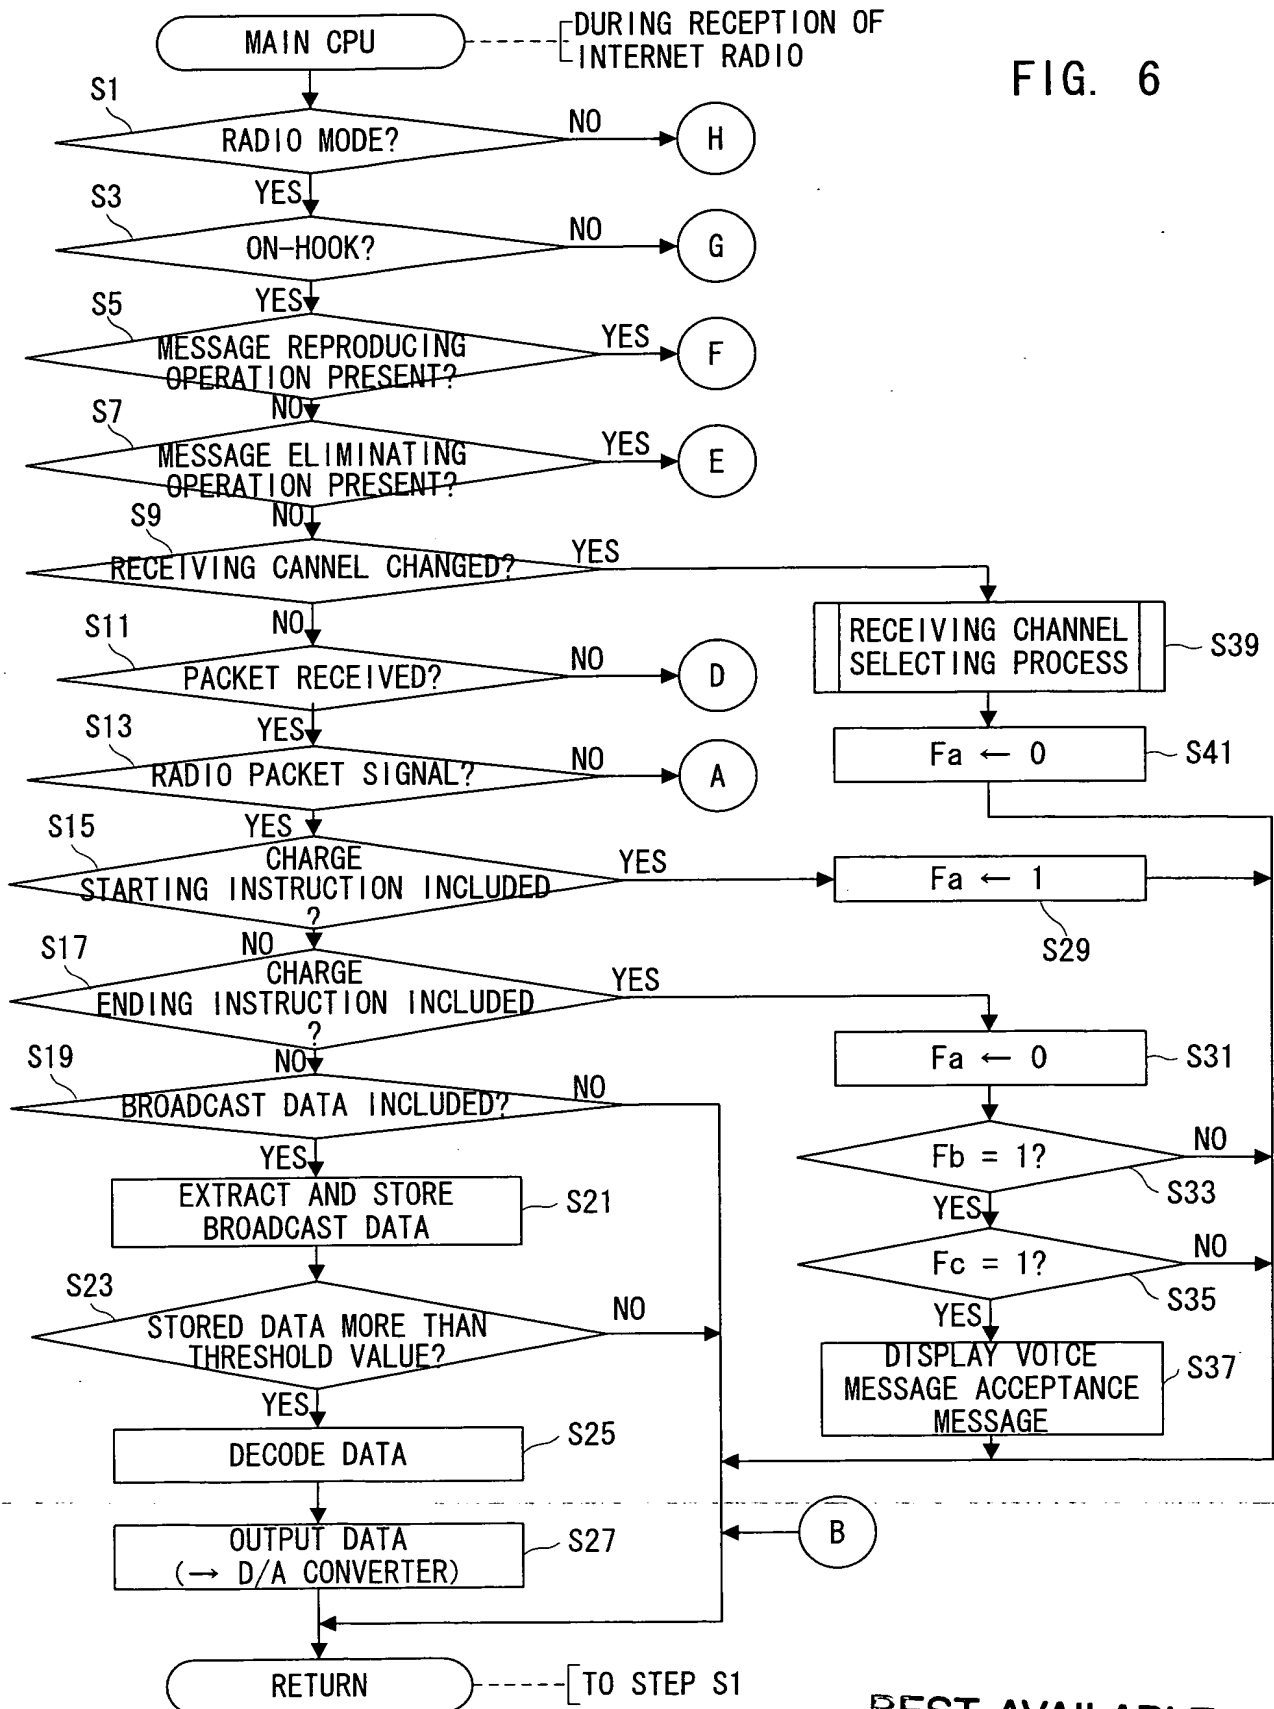 MAIN CPU
DURING RECEPTION OF
INTERNET RADIO
FIG. 6
S1
RADIO MODE?
NO
H
YES
S3
ON-HOOK?
NO
G
YES
S5
MESSAGE REPRODUCING
OPERATION PRESENT?
YES
F
NO
S7
MESSAGE ELIMINATING
OPERATION PRESENT?
YES
E
NO
S9
RECEIVING CANNEL CHANGED?
YES
RECEIVING CHANNEL
SELECTING PROCESS
S39
NO
S11
PACKET RECEIVED?
NO
D
YES
S13
RADIO PACKET SIGNAL?
NO
A
Fa ← 0
S41
YES
S15
CHARGE
STARTING INSTRUCTION INCLUDED
?
YES
Fa ← 1
S29
NO
S17
CHARGE
ENDING INSTRUCTION INCLUDED
?
YES
Fa ← 0
S31
NO
S19
BROADCAST DATA INCLUDED?
NO
Fb = 1?
NO
S33
YES
YES
EXTRACT AND STORE
BROADCAST DATA
S21
Fc = 1?
NO
S35
YES
S23
STORED DATA MORE THAN
THRESHOLD VALUE?
NO
DISPLAY VOICE
MESSAGE ACCEPTANCE
MESSAGE
S37
YES
DECODE DATA
S25
OUTPUT DATA
(→ D/A CONVERTER)
S27
B
RETURN
TO STEP S1
BEST AVAILABLE